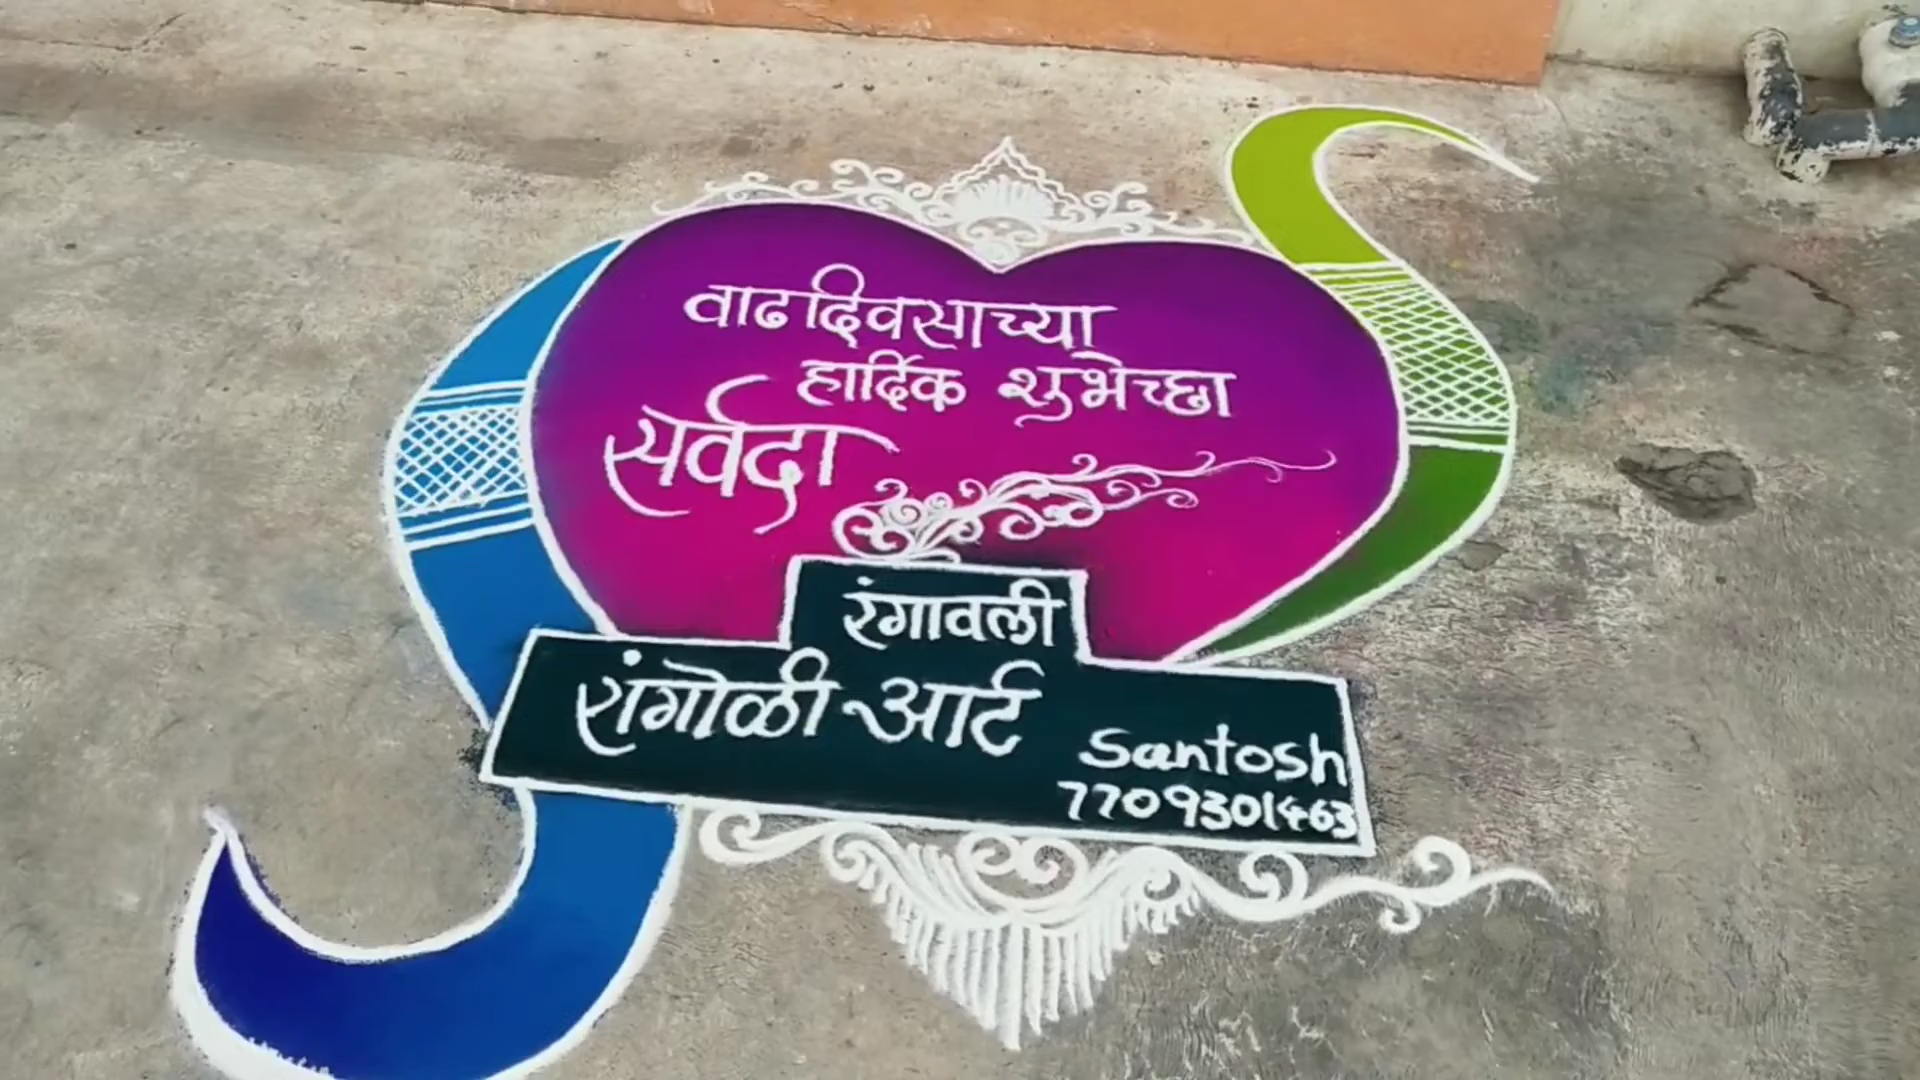 वाढदिवसाच्या
हार्दिक शुभेच्छा
सर्वदा
रंगावली
रांगोळी आर्ट
Santosh
7709301463